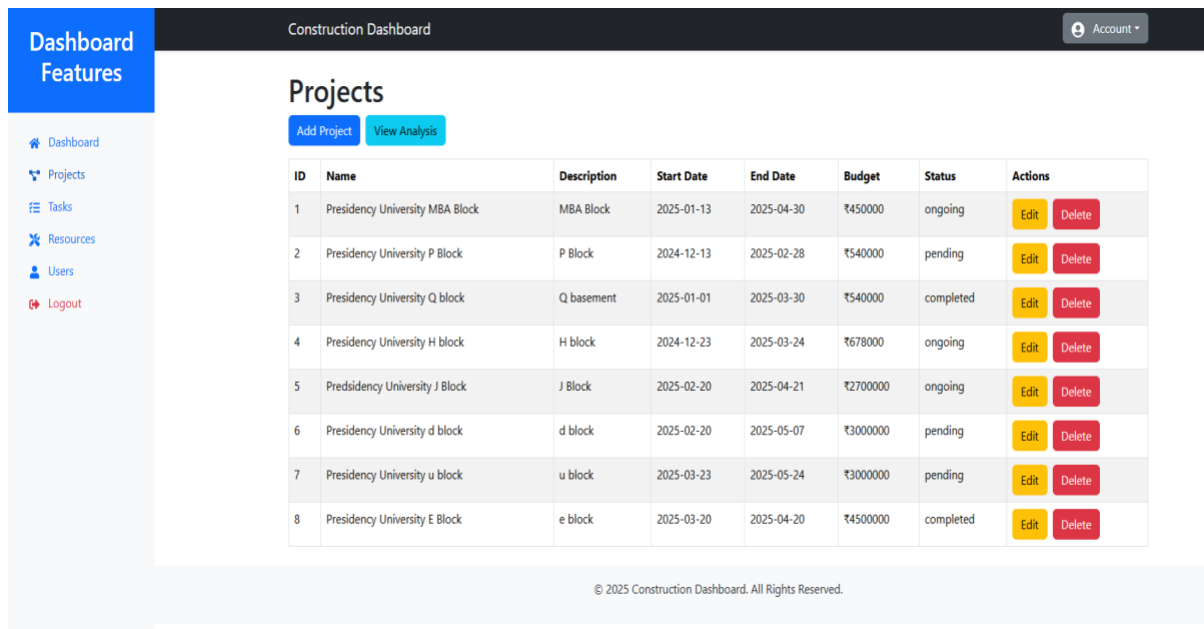 Dashboard
Features
Dashboard
Projects
Tasks
Resources
Users
Logout
Construction Dashboard
Account
Projects
Add Project View Analysis
ID Name Description Start Date End Date Budget Status Actions
1 Presidency University MBA Block MBA Block 2025-01-13 2025-04-30 ₹450000 ongoing Edit Delete
2 Presidency University P Block P Block 2024-12-13 2025-02-28 ₹540000 pending Edit Delete
3 Presidency University Q block Q basement 2025-01-01 2025-03-30 ₹540000 completed Edit Delete
4 Presidency University H block H block 2024-12-23 2025-03-24 ₹678000 ongoing Edit Delete
5 Predsidency University J Block J Block 2025-02-20 2025-04-21 ₹2700000 ongoing Edit Delete
6 Presidency University d block d block 2025-02-20 2025-05-07 ₹3000000 pending Edit Delete
7 Presidency University u block u block 2025-03-23 2025-05-24 ₹3000000 pending Edit Delete
8 Presidency University E Block e block 2025-03-20 2025-04-20 ₹4500000 completed Edit Delete
© 2025 Construction Dashboard. All Rights Reserved.